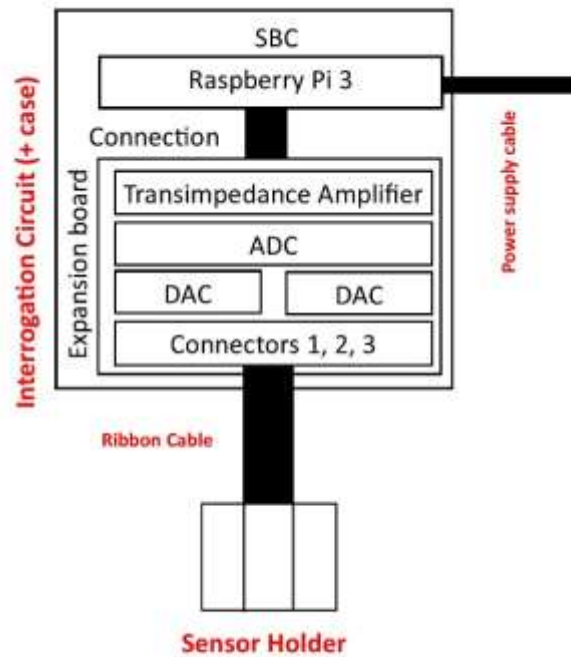 SBC
Raspberry Pi 3
Connection
Transimpedance Amplifier
ADC
DAC
DAC
Connectors 1, 2, 3
Expansion board
Interrogation Circuit (+ case)
Power supply cable
Ribbon Cable
Sensor Holder